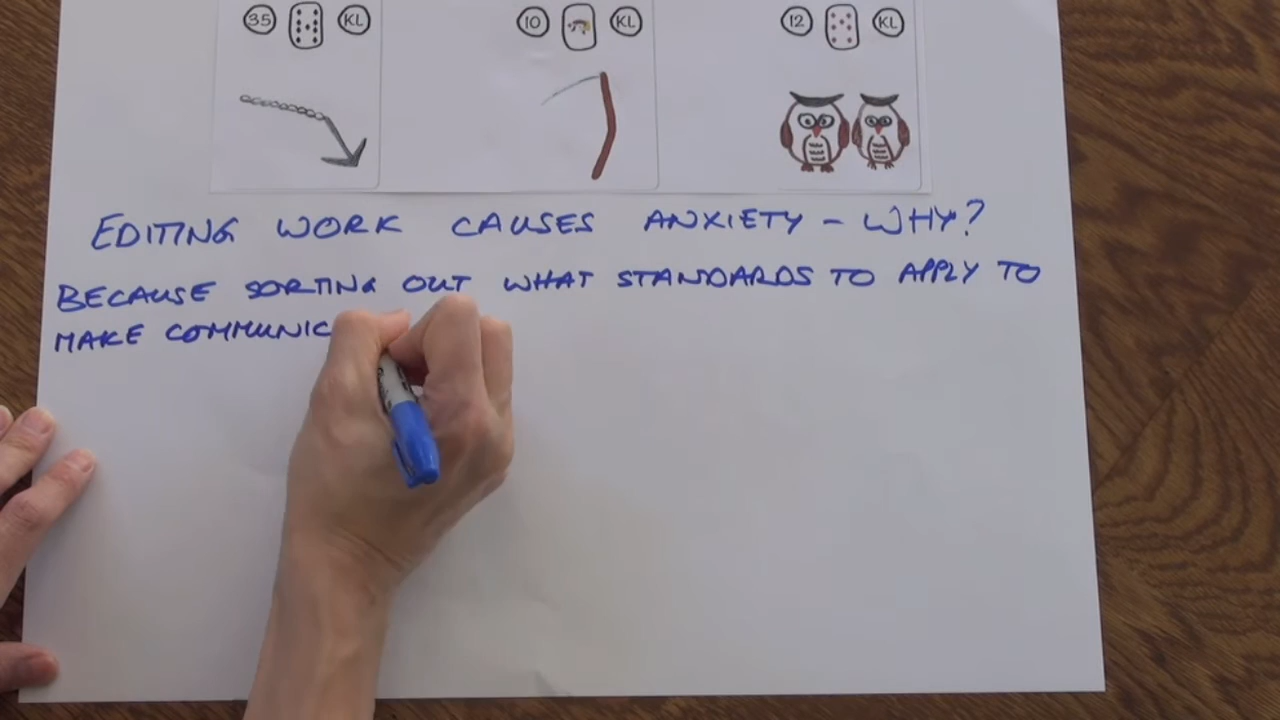 35 KL 10 KL 12 KL
EDITING WORK CAUSES ANXIETY - WHY?
BECAUSE SORTING OUT WHAT STANDARDS TO APPLY TO
MAKE COMMUNIC